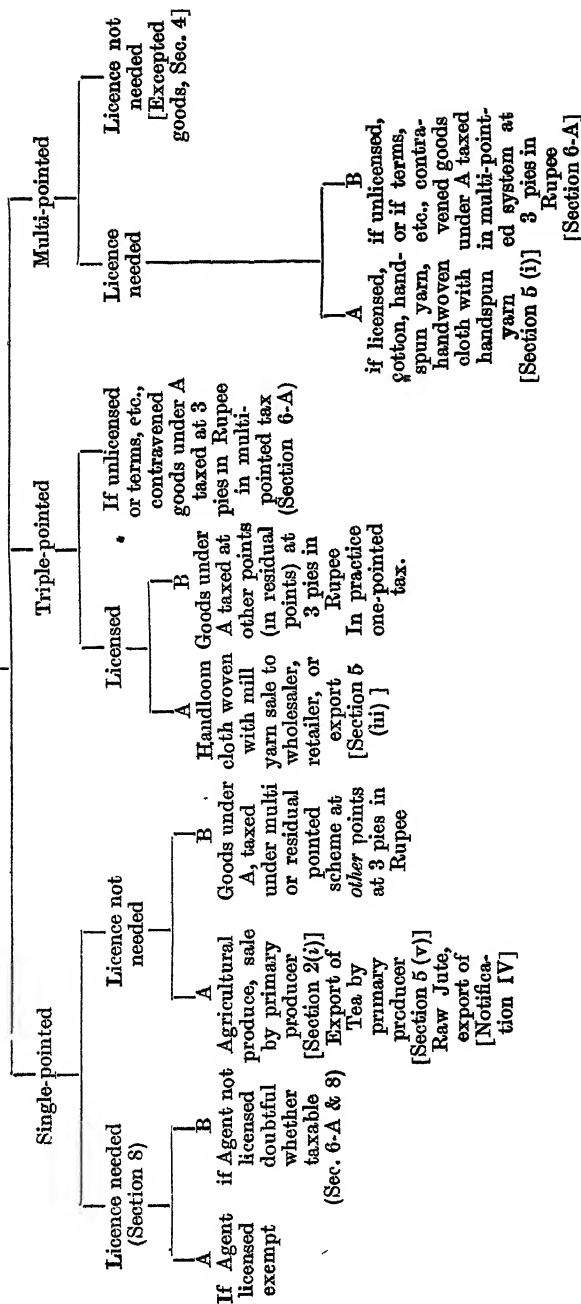 Single-pointed
Triple-pointed
Multi-pointed
Licence needed
(Section 8)
Licence not
needed
Licensed
If unlicensed
or terms, etc.,
contravened
goods under A
taxed at 3
pies in Rupee
in multi-
pointed tax
(Section 6-A)
Licence
needed
Licence not
needed
[Excepted
goods, Sec. 4]
A
If Agent
licensed
exempt
B
if Agent not
licensed
doubtful
whether
taxable
(Sec. 6-A & 8)
A
Agricultural
produce, sale
by primary
producer
[Section 2(i)]
Export of
Tea by
primary
producer
[Section 5 (v)]
Raw Jute,
export of
[Notifica-
tion IV]
B
Goods under
A, taxed
under multi
or residual
pointed
scheme at
other points
at 3 pies in
Rupee
A
Handloom
cloth woven
with mill
yarn sale to
wholesaler,
retailer, or
export
[Section 5
(iii) ]
B
Goods under
A taxed at
other points
(in residual
points) at
3 pies in
Rupee
In practice
one-pointed
tax.
A
if licensed,
cotton, hand-
spun yarn,
handwoven
cloth with
handspun
yarn
[Section 5 (i)]
B
if unlicensed,
or if terms,
etc., contra-
vened goods
under A taxed
in multi-point-
ed system at
3 pies in
Rupee
[Section 6-A]